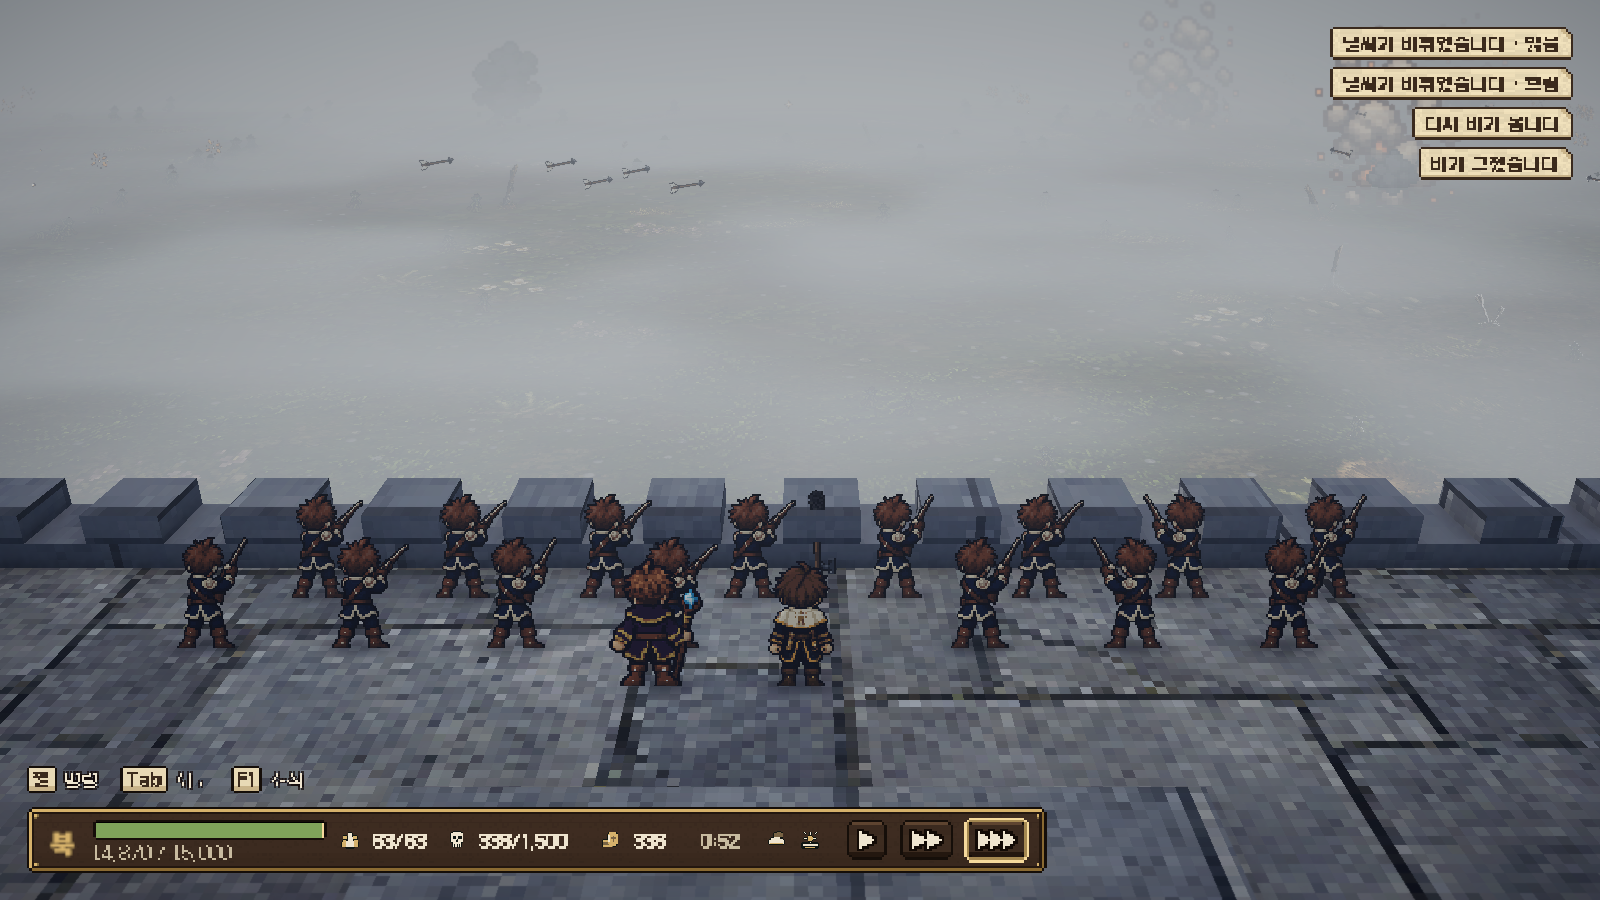 날씨가 바뀌었습니다 · 맑음
날씨가 바뀌었습니다 · 흐림
다시 비가 옵니다
비가 그쳤습니다
Tab
F1
북
14,870 / 15,000
63/63
336/1,500
336
0:52